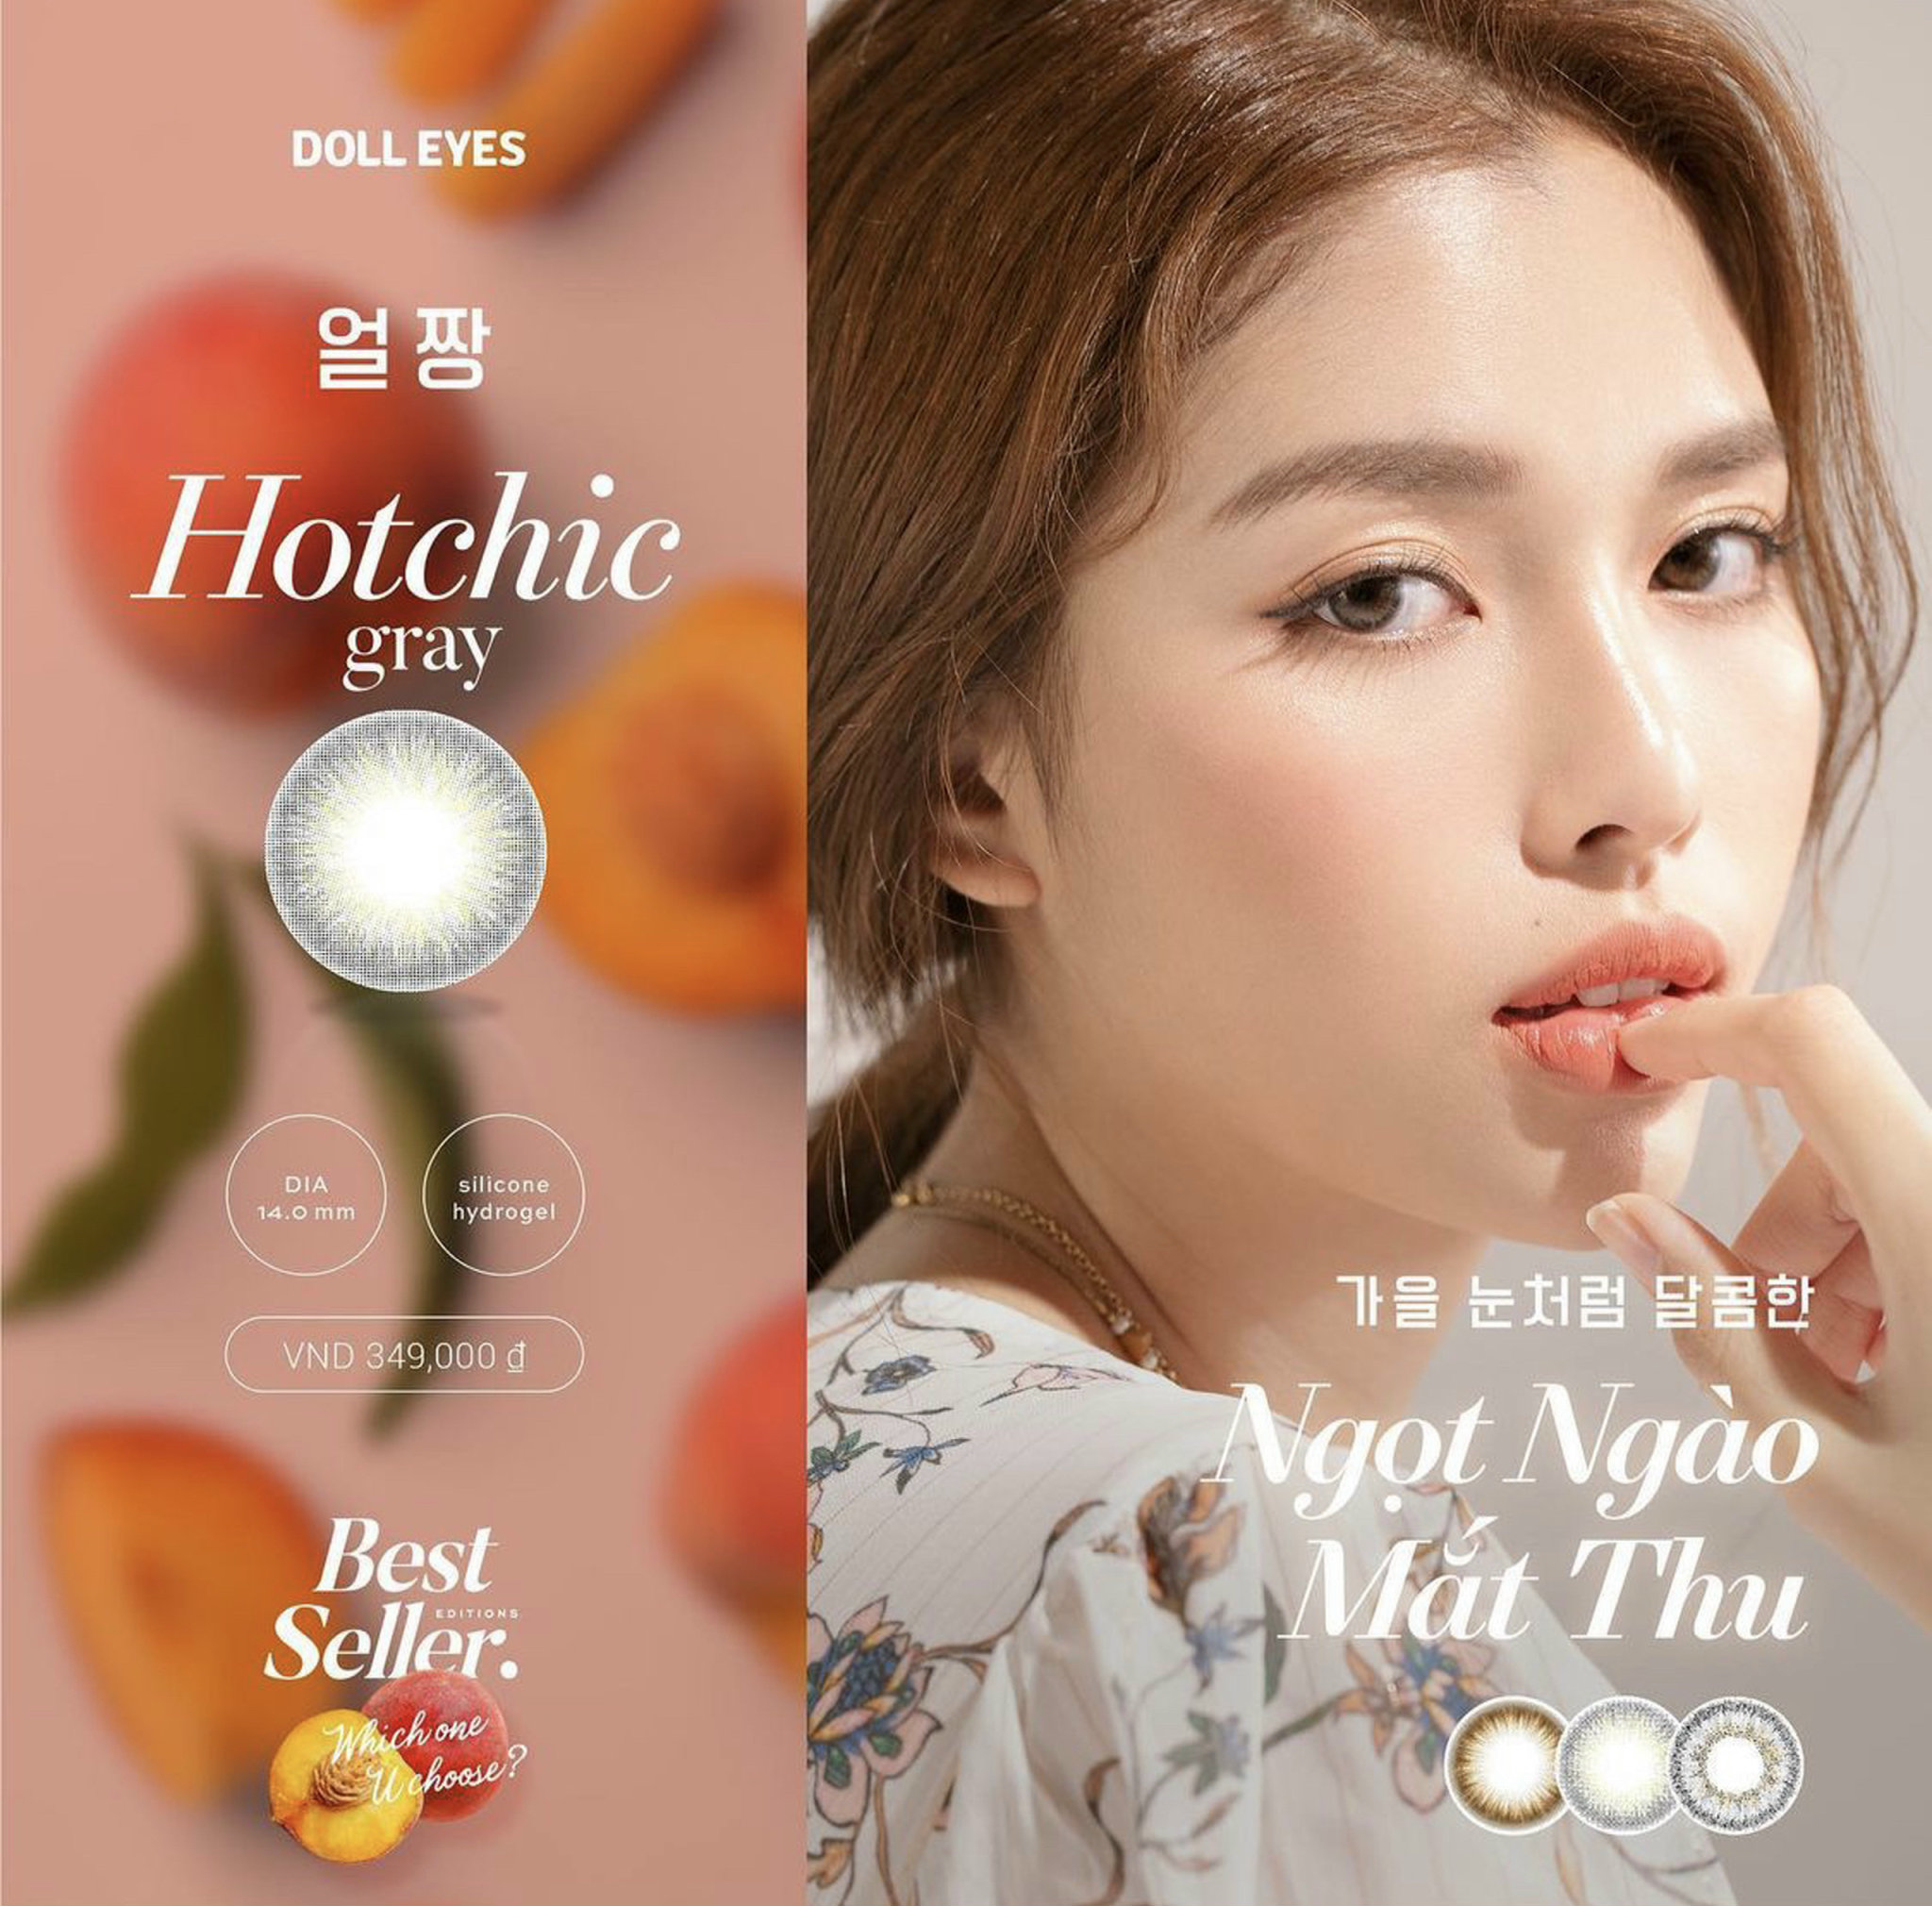 DOLL EYES
얼짱
Hotchic
gray
DIA
14.0 mm
silicone
hydrogel
VND 349,000 ₫
Best
Seller.
EDITIONS
Which one
U choose?
가을 눈처럼 달콤한
Ngọt Ngào
Mắt Thu